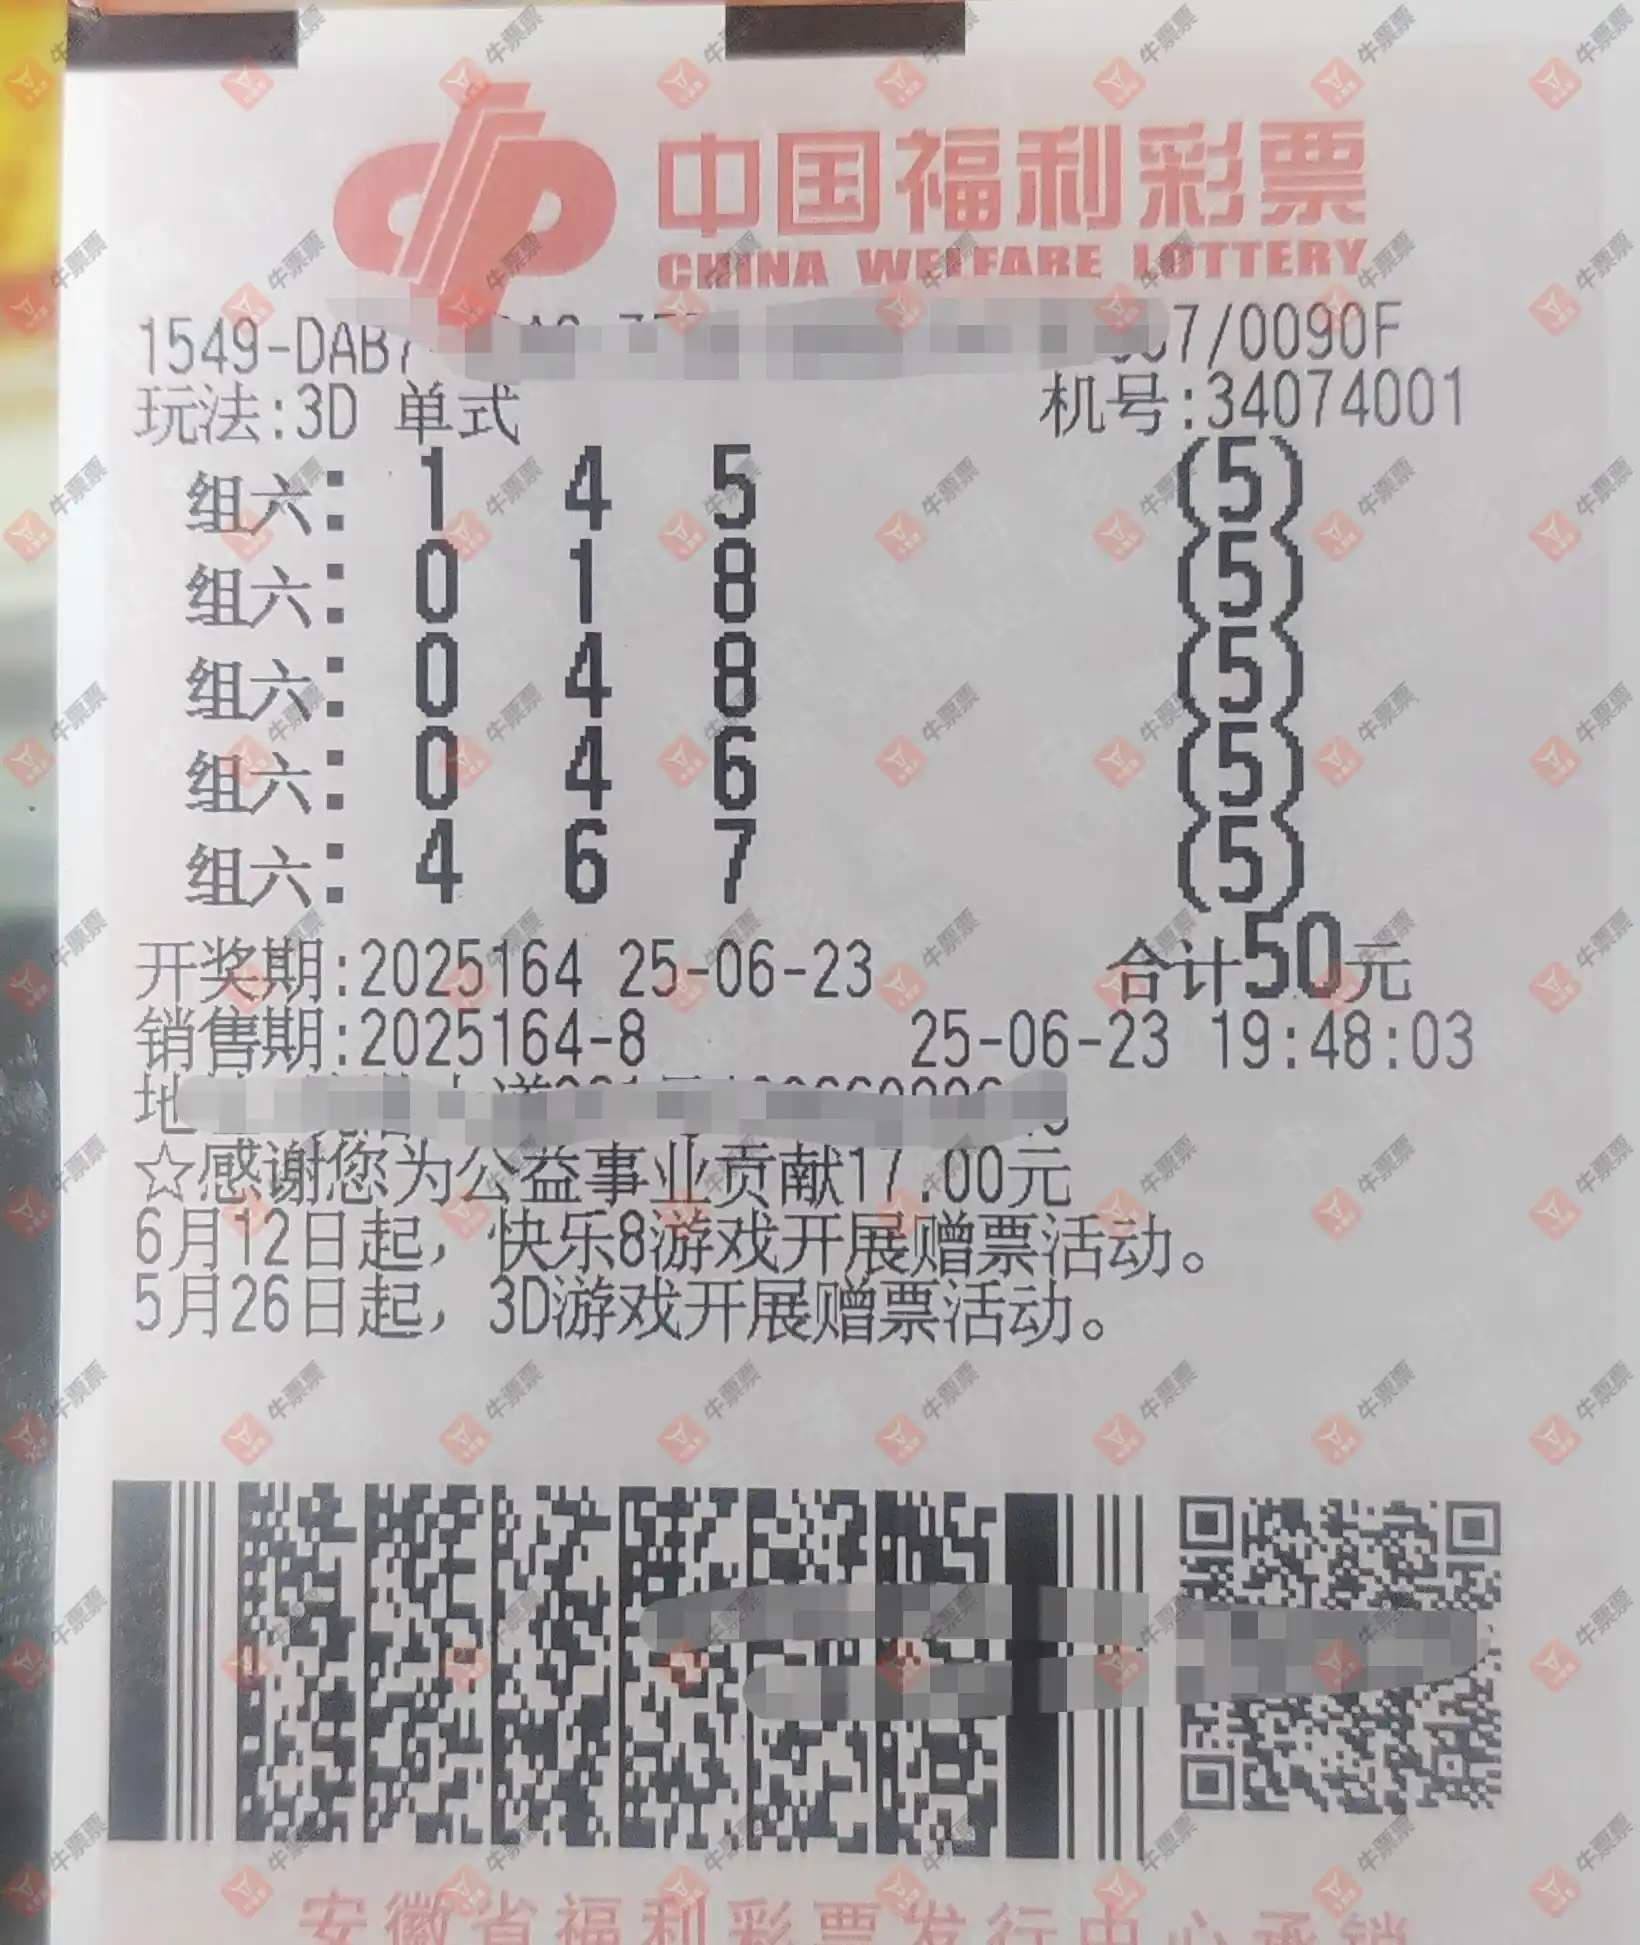 中国福利彩票
CHINA WELFARE LOTTERY
1549-DAB7 7/0090F
玩法:3D 单式 机号:34074001
组六: 1 4 5 (5)
组六: 0 1 8 (5)
组六: 0 4 8 (5)
组六: 0 4 6 (5)
组六: 4 6 7 (5)
开奖期:2025164 25-06-23 合计50元
销售期:2025164-8 25-06-23 19:48:03
地
☆感谢您为公益事业贡献17.00元
6月12日起，快乐8游戏开展赠票活动。
5月26日起，3D游戏开展赠票活动。
安徽省福利彩票发行中心承销
牛票票